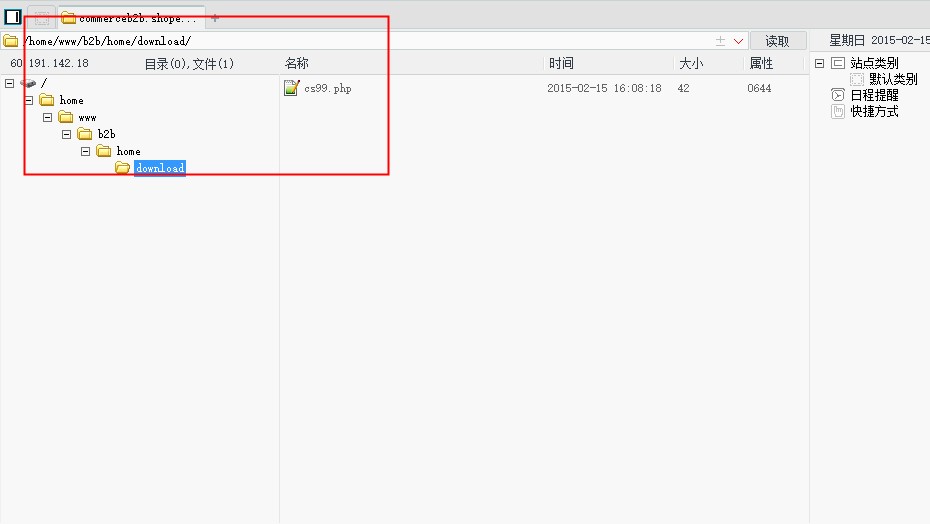 commerceb2b.shope...
/home/www/b2b/home/download/
读取
星期日 2015-02-15
60.191.142.18
目录(0),文件(1)
名称
时间
大小
属性
/
home
www
b2b
home
download
cs99.php
2015-02-15 16:08:18
42
0644
站点类别
默认类别
日程提醒
快捷方式